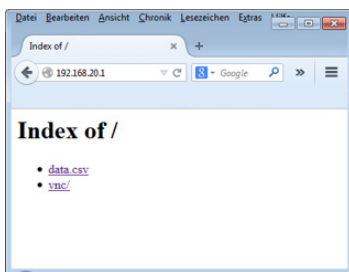 Datei Bearbeiten Ansicht Chronik Lesezeichen Extras
Index of /
192.168.20.1
Google
Index of /
data.csv
vnc/